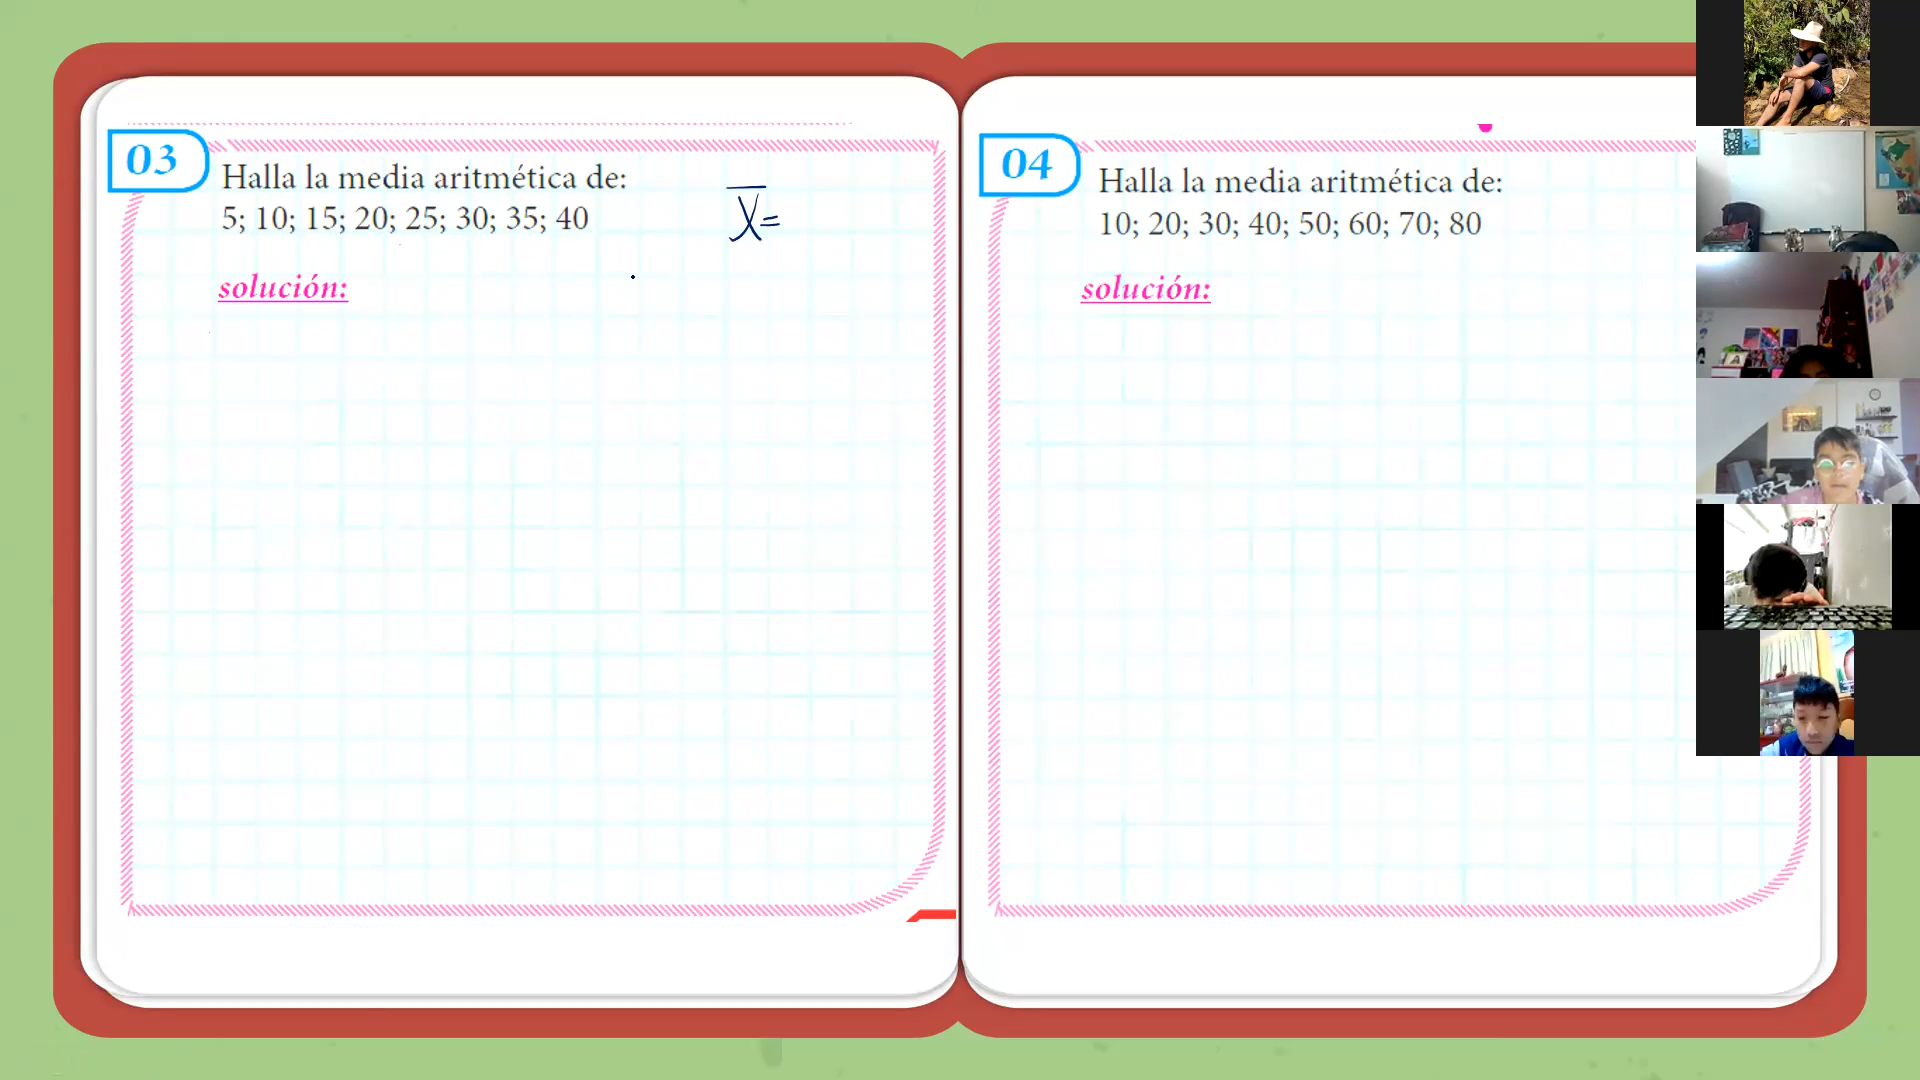 03
Halla la media aritmética de:
5; 10; 15; 20; 25; 30; 35; 40
X̄=
solución:
04
Halla la media aritmética de:
10; 20; 30; 40; 50; 60; 70; 80
solución: